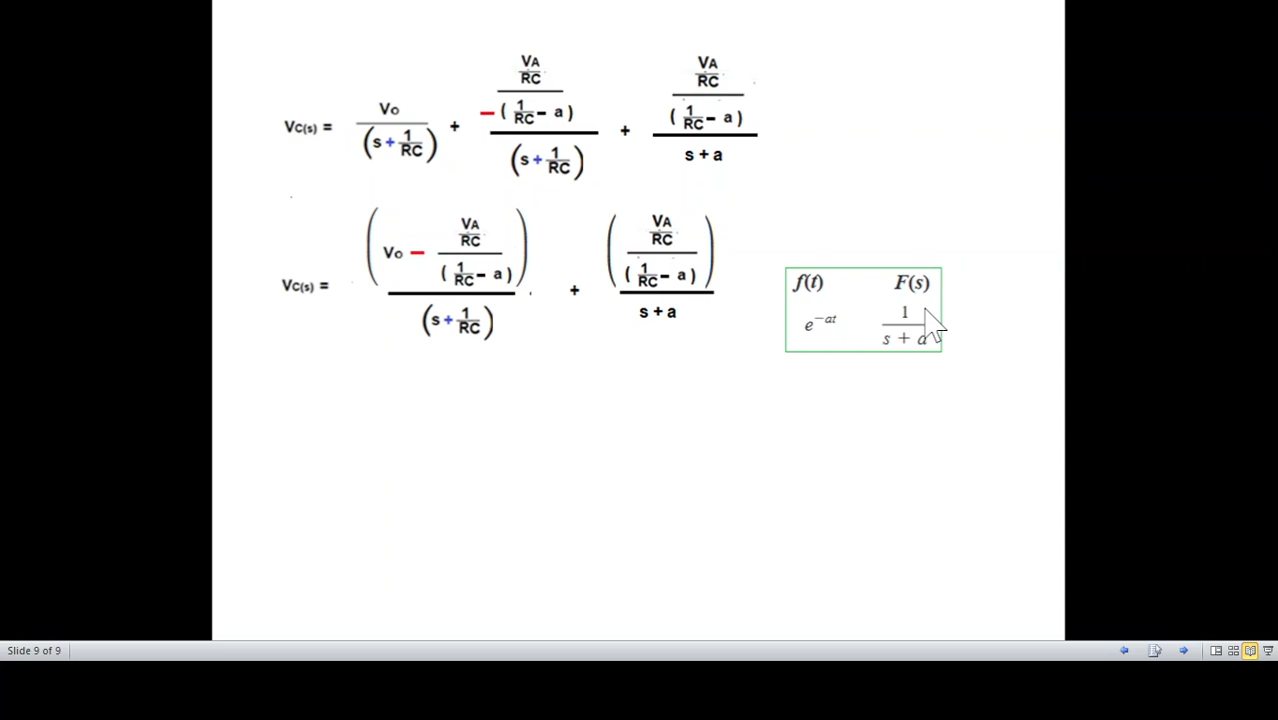 Vc(s) = Vo / (s + 1/RC) + − (VA/RC) / (1/RC − a) / (s + 1/RC) + (VA/RC) / (1/RC − a) / s + a
Vc(s) = (Vo − (VA/RC) / (1/RC − a)) / (s + 1/RC) + ((VA/RC) / (1/RC − a)) / s + a
f(t) F(s)
e^−at 1 / s + a
Slide 9 of 9